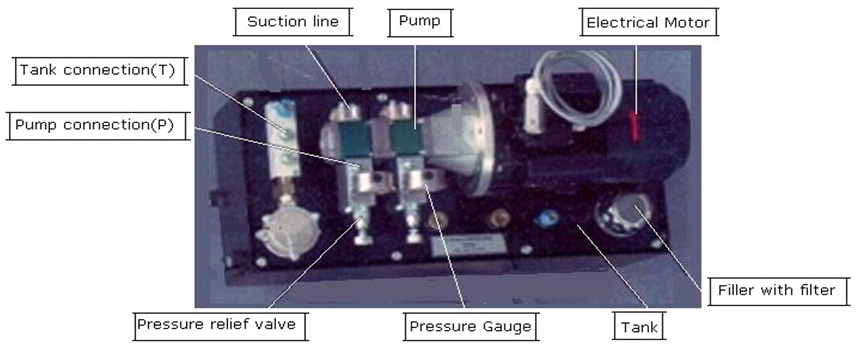 Suction line
Pump
Electrical Motor
Tank connection(T)
Pump connection(P)
Filler with filter
Pressure relief valve
Pressure Gauge
Tank